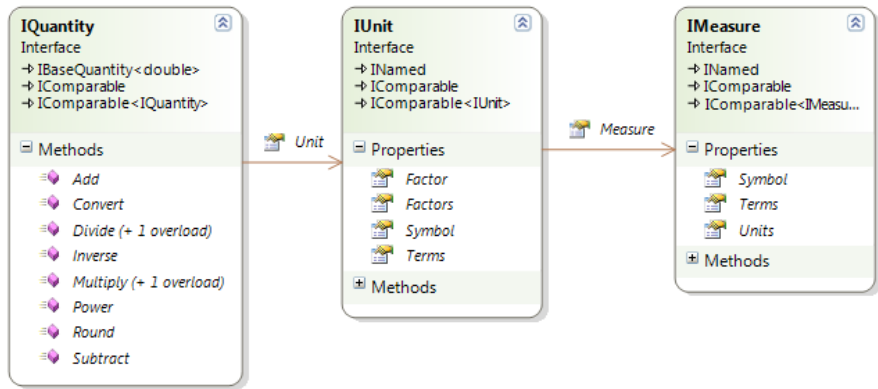 IQuantity
Interface
IBaseQuantity<double>
IComparable
IComparable<IQuantity>
Methods
Add
Convert
Divide (+ 1 overload)
Inverse
Multiply (+ 1 overload)
Power
Round
Subtract
Unit
IUnit
Interface
INamed
IComparable
IComparable<IUnit>
Properties
Factor
Factors
Symbol
Terms
Methods
Measure
IMeasure
Interface
INamed
IComparable
IComparable<IMeasu...
Properties
Symbol
Terms
Units
Methods